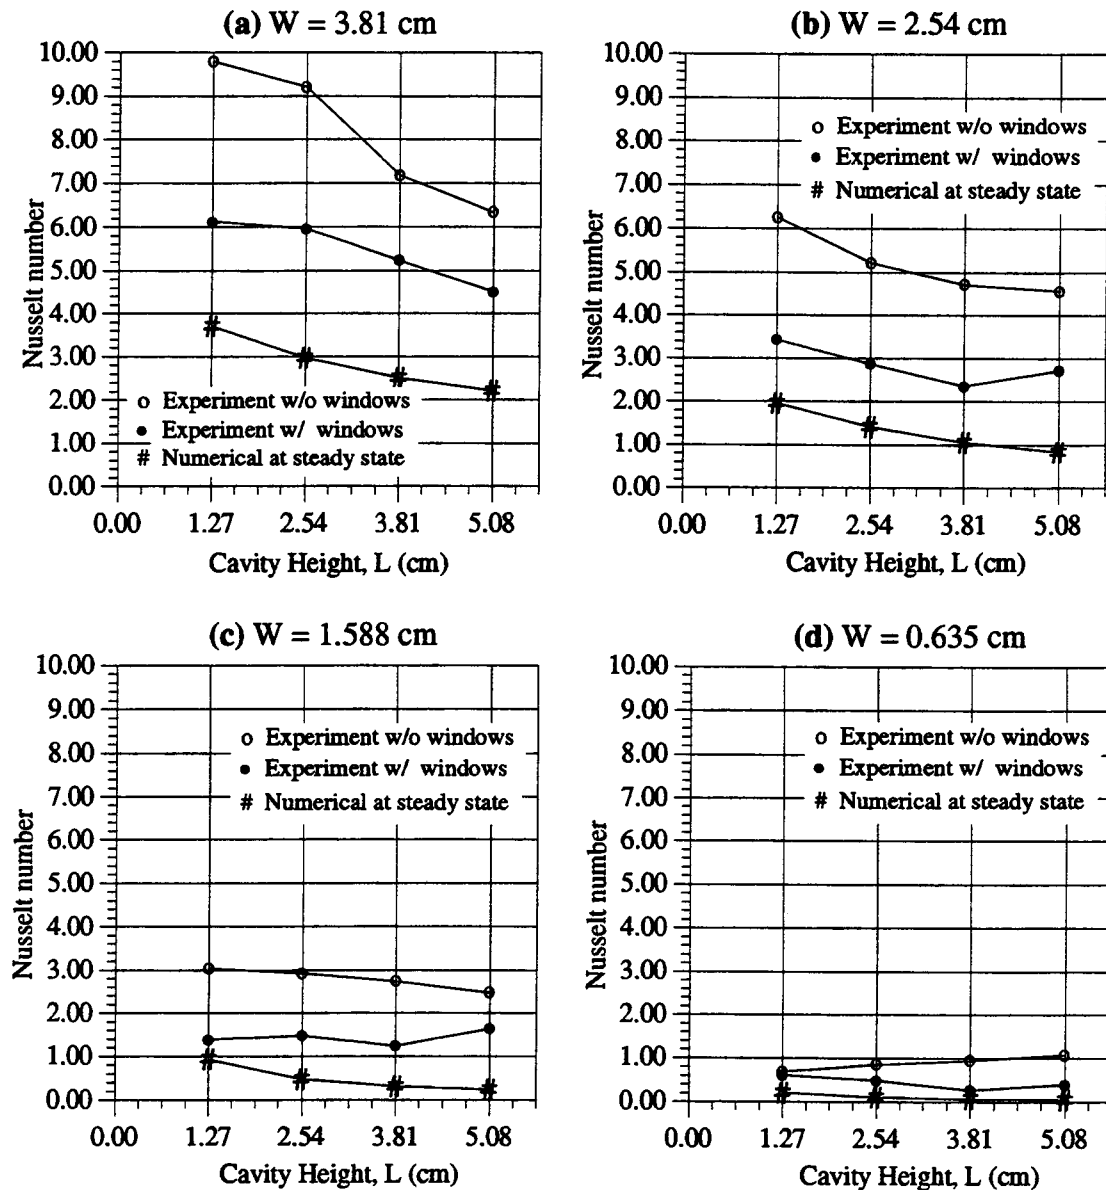 (a) W = 3.81 cm
10.00
9.00
8.00
7.00
6.00
5.00
4.00
3.00
2.00
1.00
0.00
Nusselt number
o Experiment w/o windows
● Experiment w/ windows
# Numerical at steady state
0.00 1.27 2.54 3.81 5.08
Cavity Height, L (cm)
(b) W = 2.54 cm
10.00
9.00
8.00
7.00
6.00
5.00
4.00
3.00
2.00
1.00
0.00
Nusselt number
o Experiment w/o windows
● Experiment w/ windows
# Numerical at steady state
0.00 1.27 2.54 3.81 5.08
Cavity Height, L (cm)
(c) W = 1.588 cm
10.00
9.00
8.00
7.00
6.00
5.00
4.00
3.00
2.00
1.00
0.00
Nusselt number
o Experiment w/o windows
● Experiment w/ windows
# Numerical at steady state
0.00 1.27 2.54 3.81 5.08
Cavity Height, L (cm)
(d) W = 0.635 cm
10.00
9.00
8.00
7.00
6.00
5.00
4.00
3.00
2.00
1.00
0.00
Nusselt number
o Experiment w/o windows
● Experiment w/ windows
# Numerical at steady state
0.00 1.27 2.54 3.81 5.08
Cavity Height, L (cm)